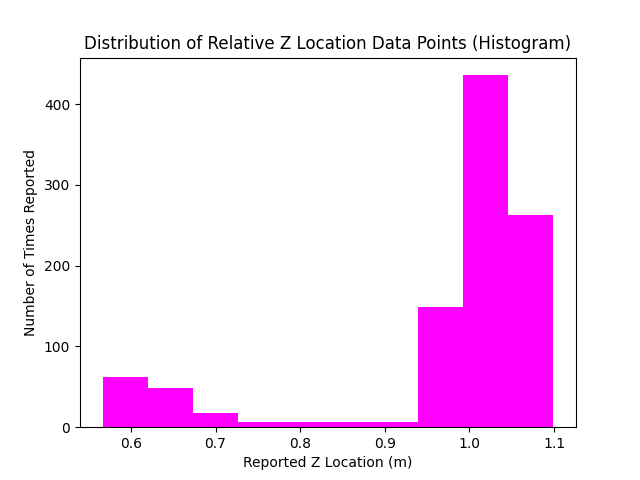 Distribution of Relative Z Location Data Points (Histogram)
Number of Times Reported
400
300
200
100
0
0.6 0.7 0.8 0.9 1.0 1.1
Reported Z Location (m)